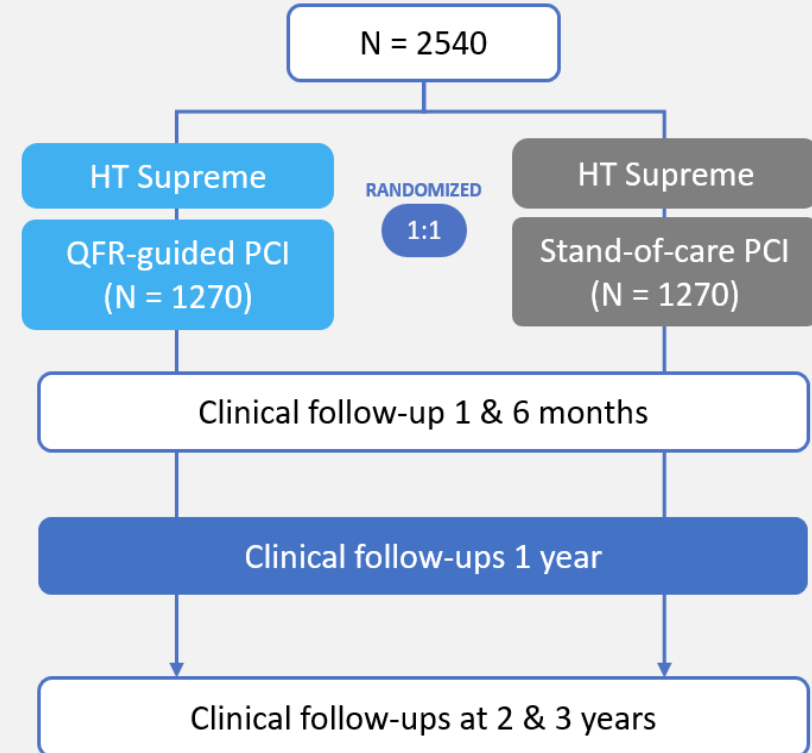 N = 2540
HT Supreme
QFR-guided PCI
(N = 1270)
RANDOMIZED
1:1
HT Supreme
Stand-of-care PCI
(N = 1270)
Clinical follow-up 1 & 6 months
Clinical follow-ups 1 year
Clinical follow-ups at 2 & 3 years